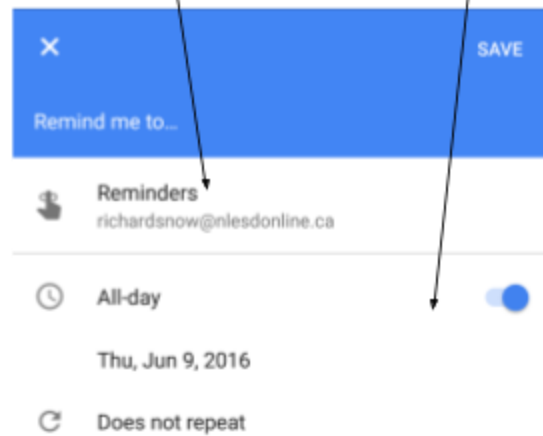 SAVE
Remind me to...
Reminders
richardsnow@nlesdonline.ca
All-day
Thu, Jun 9, 2016
Does not repeat